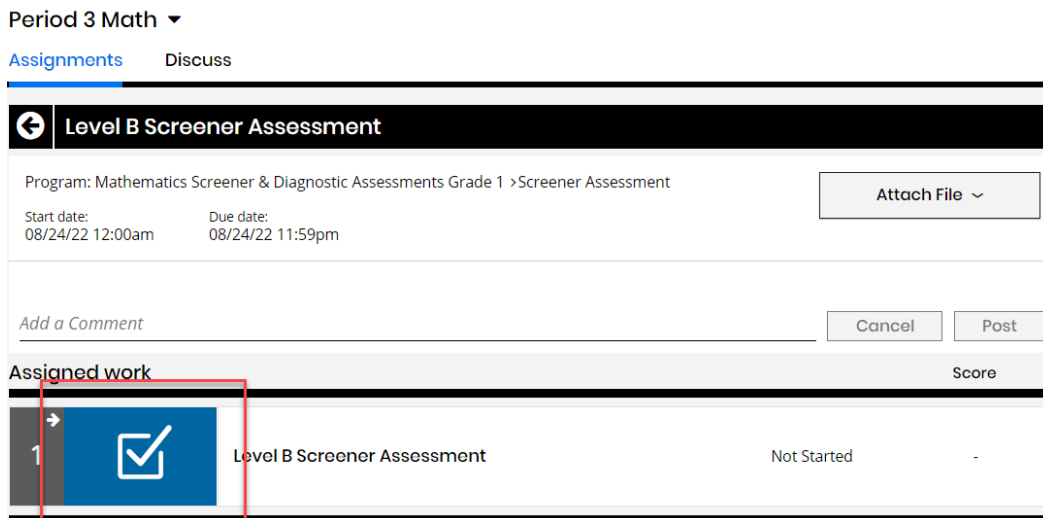 Period 3 Math
Assignments Discuss
Level B Screener Assessment
Program: Mathematics Screener & Diagnostic Assessments Grade 1 >Screener Assessment
Attach File
Start date: Due date:
08/24/22 12:00am 08/24/22 11:59pm
Add a Comment
Cancel Post
Assigned work Score
1 Level B Screener Assessment Not Started -